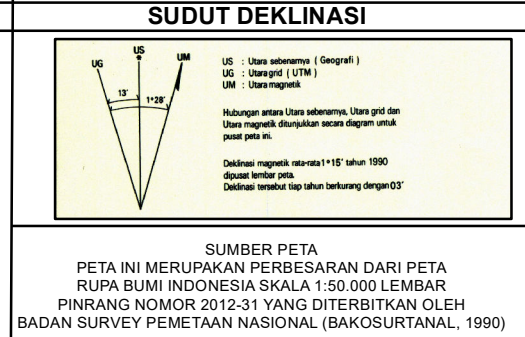 SUDUT DEKLINASI
US
UG
UM
13'
1°28'
US : Utara sebenarnya ( Geografi )
UG : Utara grid ( UTM )
UM : Utara magnetik
Hubungan antara Utara sebenarnya, Utara grid dan
Utara magnetik ditunjukkan secara diagram untuk
pusat peta ini.
Deklinasi magnetik rata-rata 1°15' tahun 1990
dipusat lembar peta.
Deklinasi tersebut tiap tahun berkurang dengan 03'
SUMBER PETA
PETA INI MERUPAKAN PERBESARAN DARI PETA
RUPA BUMI INDONESIA SKALA 1:50.000 LEMBAR
PINRANG NOMOR 2012-31 YANG DITERBITKAN OLEH
BADAN SURVEY PEMETAAN NASIONAL (BAKOSURTANAL, 1990)